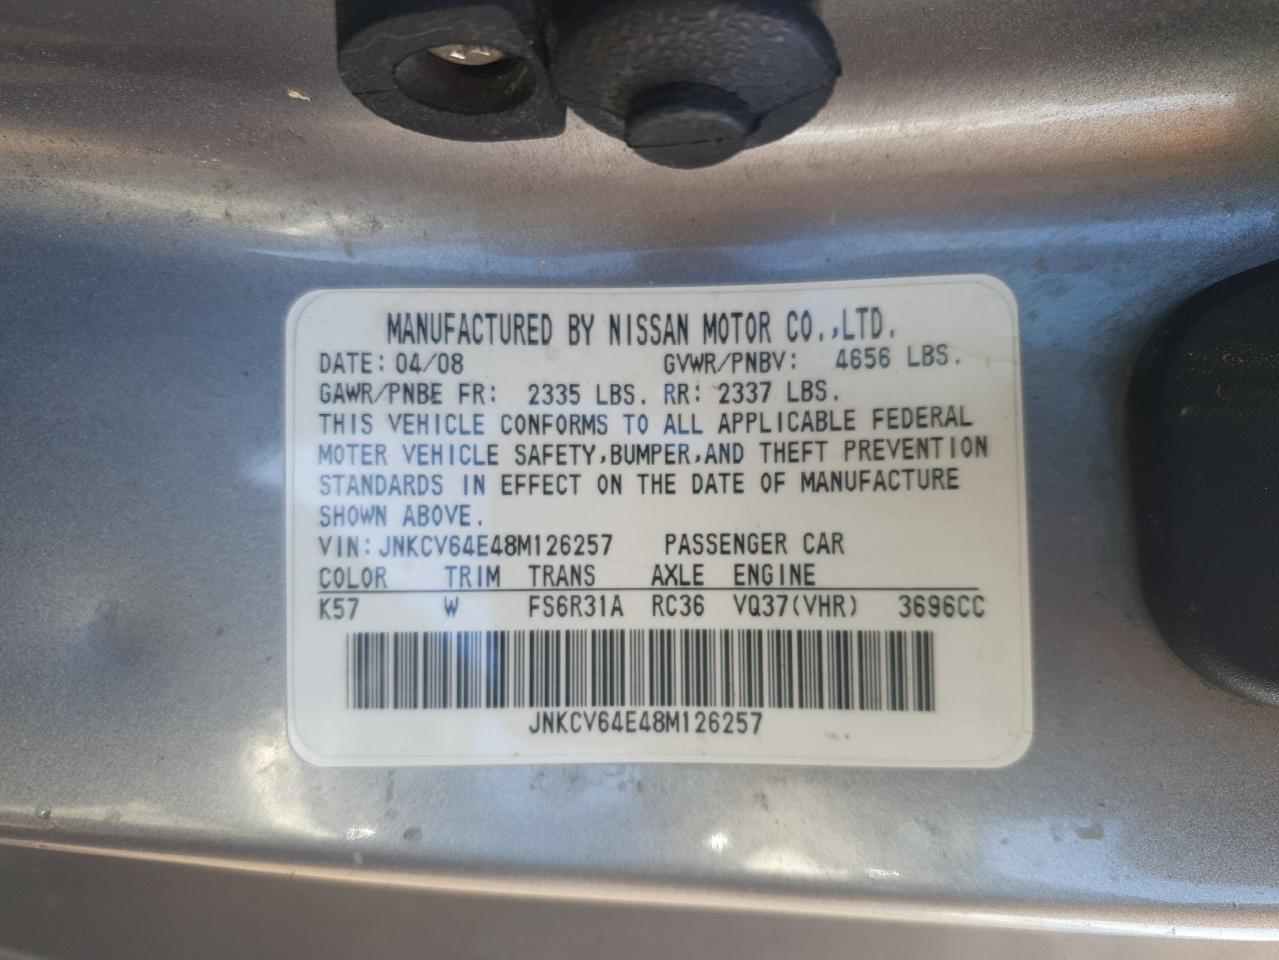 MANUFACTURED BY NISSAN MOTOR CO.,LTD.
DATE: 04/08 GVWR/PNBV: 4656 LBS.
GAWR/PNBE FR: 2335 LBS. RR: 2337 LBS.
THIS VEHICLE CONFORMS TO ALL APPLICABLE FEDERAL
MOTER VEHICLE SAFETY,BUMPER,AND THEFT PREVENTION
STANDARDS IN EFFECT ON THE DATE OF MANUFACTURE
SHOWN ABOVE.
VIN: JNKCV64E48M126257 PASSENGER CAR
COLOR TRIM TRANS AXLE ENGINE
K57 W FS6R31A RC36 VQ37(VHR) 3696CC
JNKCV64E48M126257